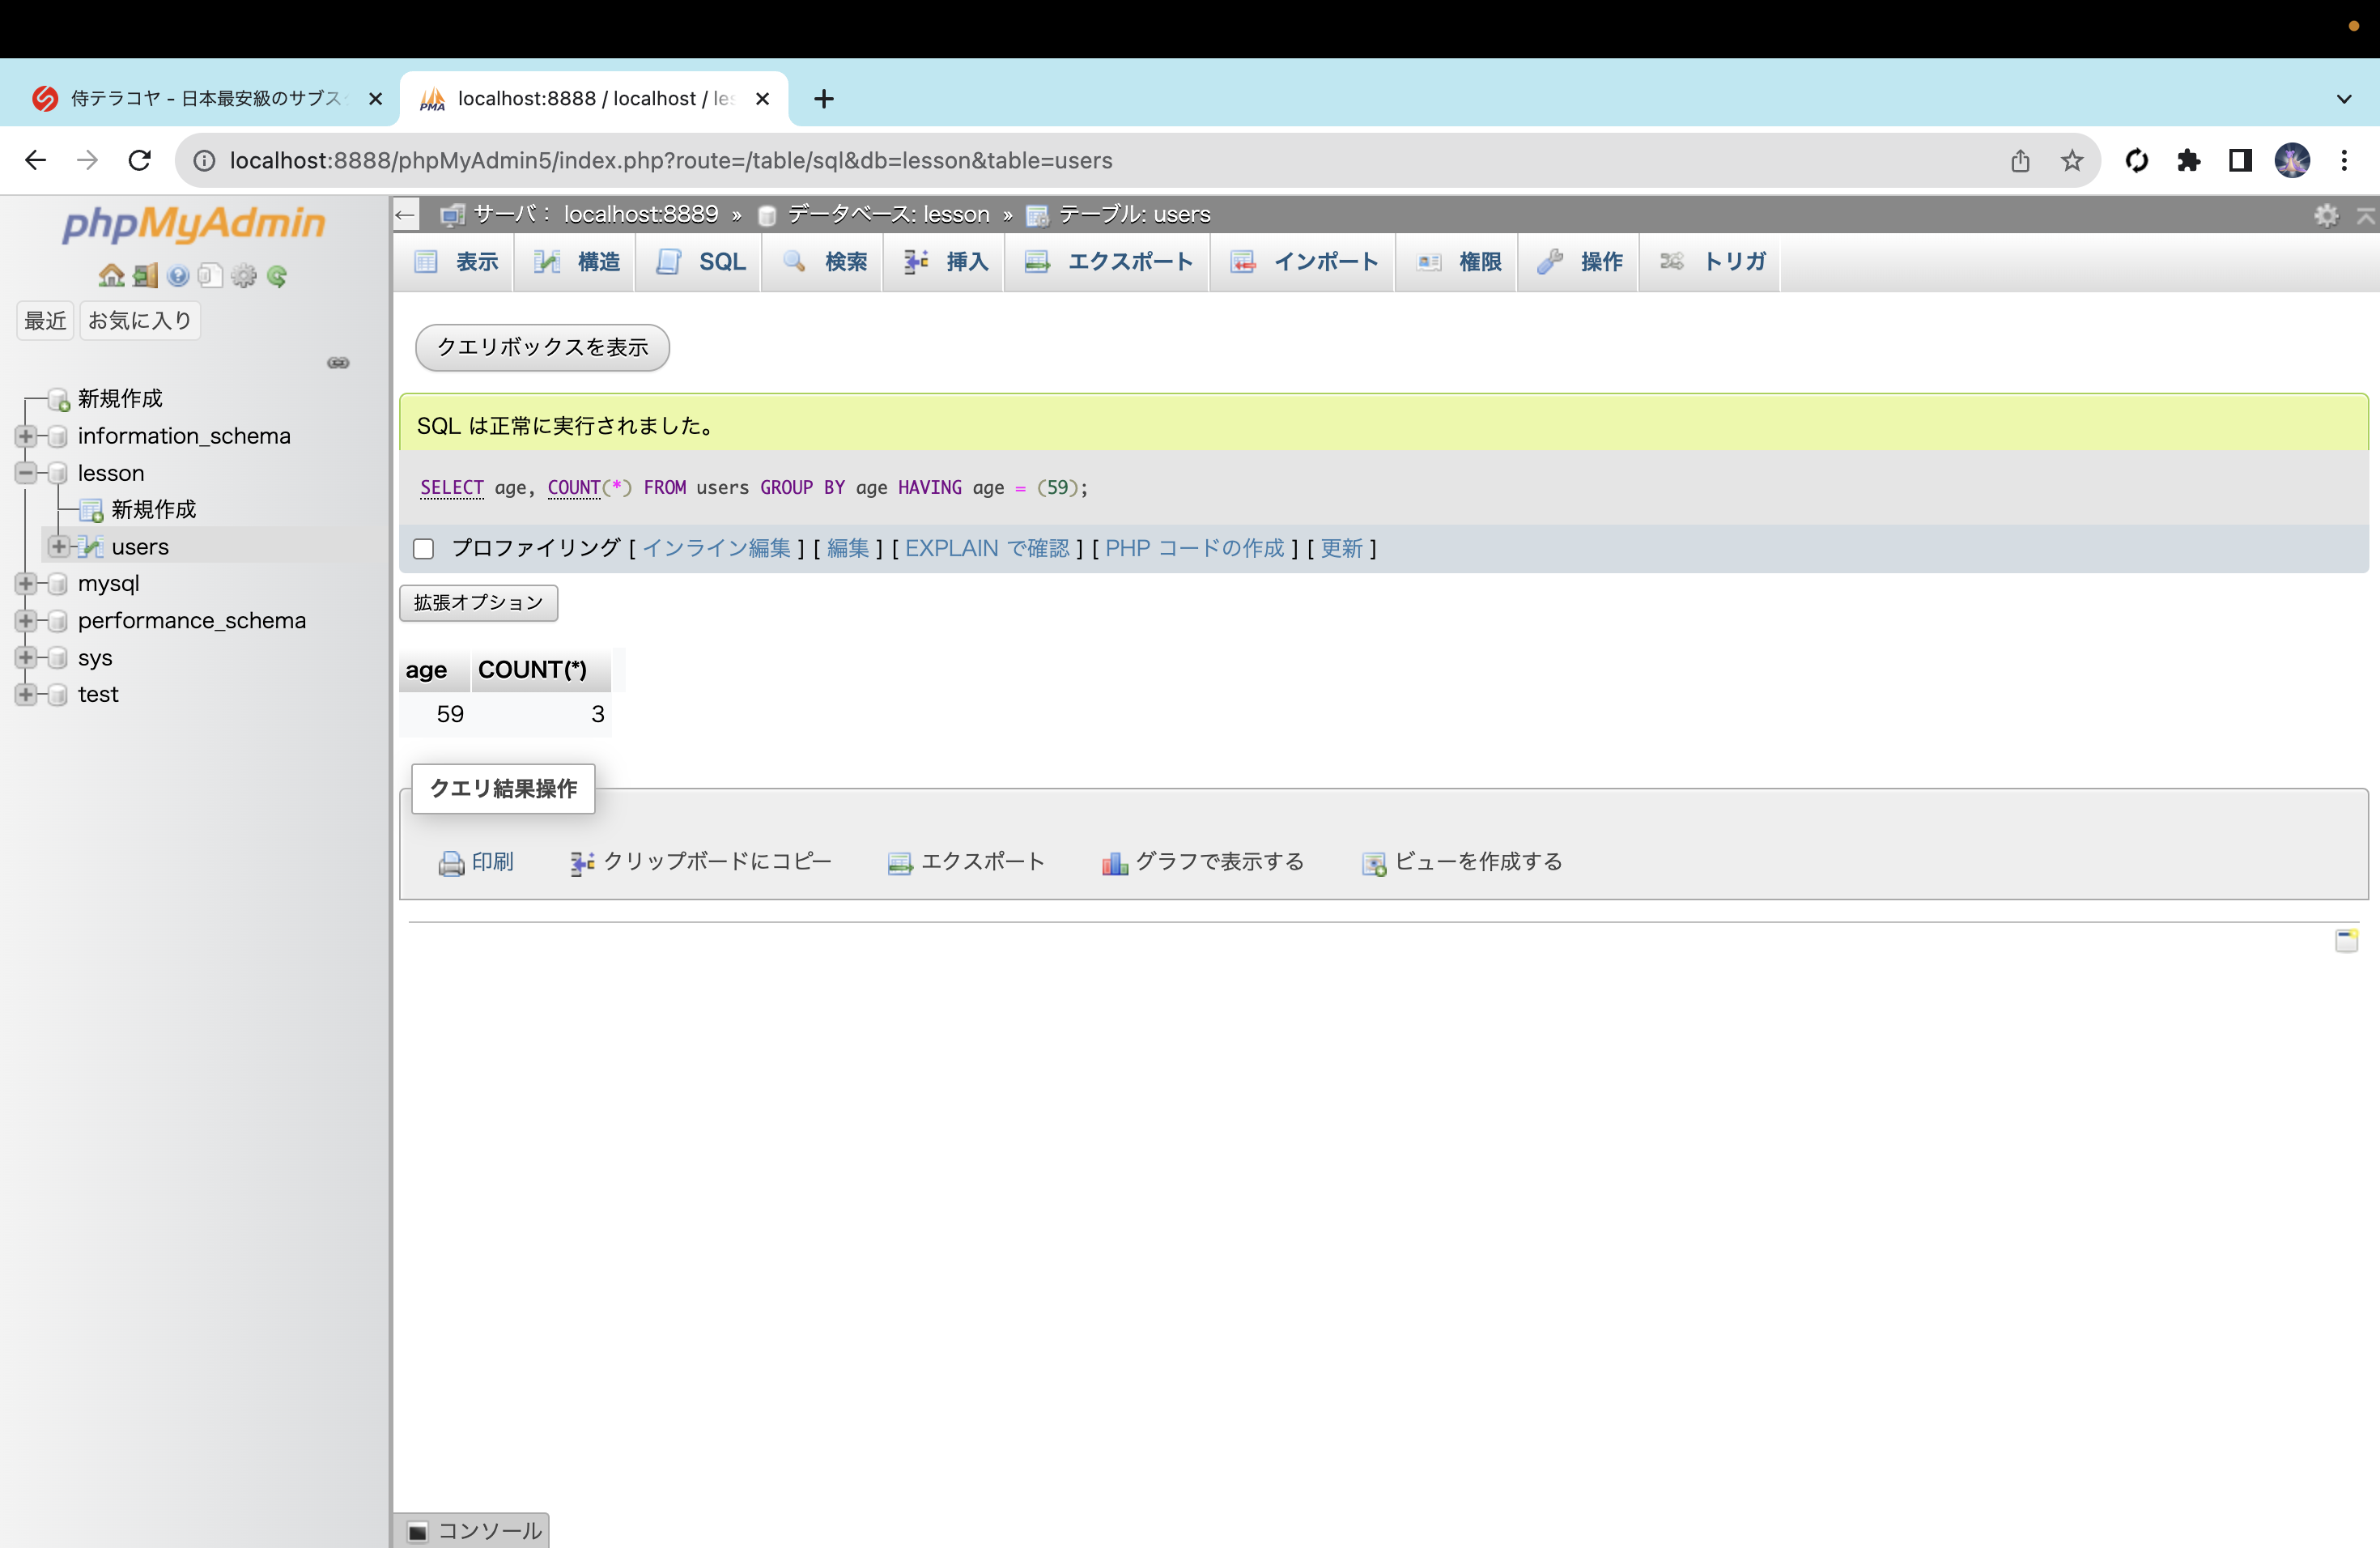 侍テラコヤ - 日本最安級のサブス
localhost:8888 / localhost / les
localhost:8888/phpMyAdmin5/index.php?route=/table/sql&db=lesson&table=users
phpMyAdmin
最近 お気に入り
新規作成
information_schema
lesson
新規作成
users
mysql
performance_schema
sys
test
サーバ： localhost:8889 » データベース: lesson » テーブル: users
表示 構造 SQL 検索 挿入 エクスポート インポート 権限 操作 トリガ
クエリボックスを表示
SQL は正常に実行されました。
SELECT age, COUNT(*) FROM users GROUP BY age HAVING age = (59);
プロファイリング [ インライン編集 ] [ 編集 ] [ EXPLAIN で確認 ] [ PHP コードの作成 ] [ 更新 ]
拡張オプション
age COUNT(*)
59 3
クエリ結果操作
印刷 クリップボードにコピー エクスポート グラフで表示する ビューを作成する
コンソール